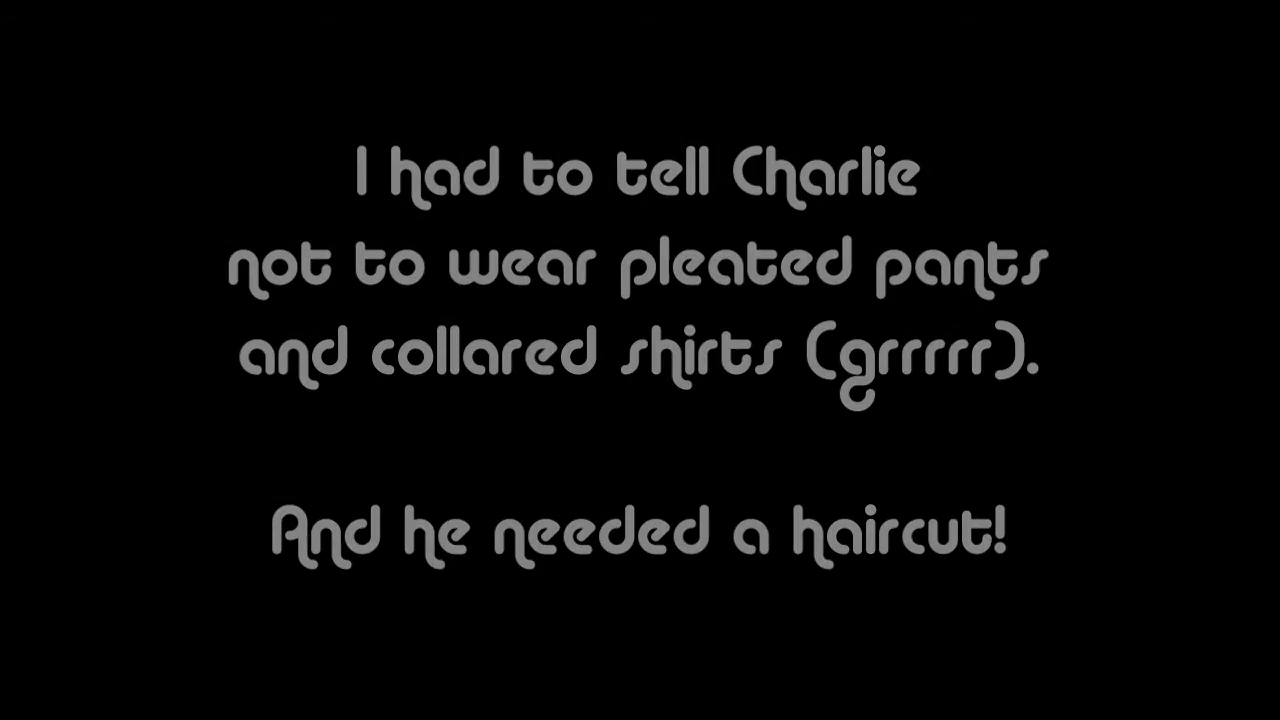 I had to tell Charlie
not to wear pleated pants
and collared shirts (grrrrr).
And he needed a haircut!